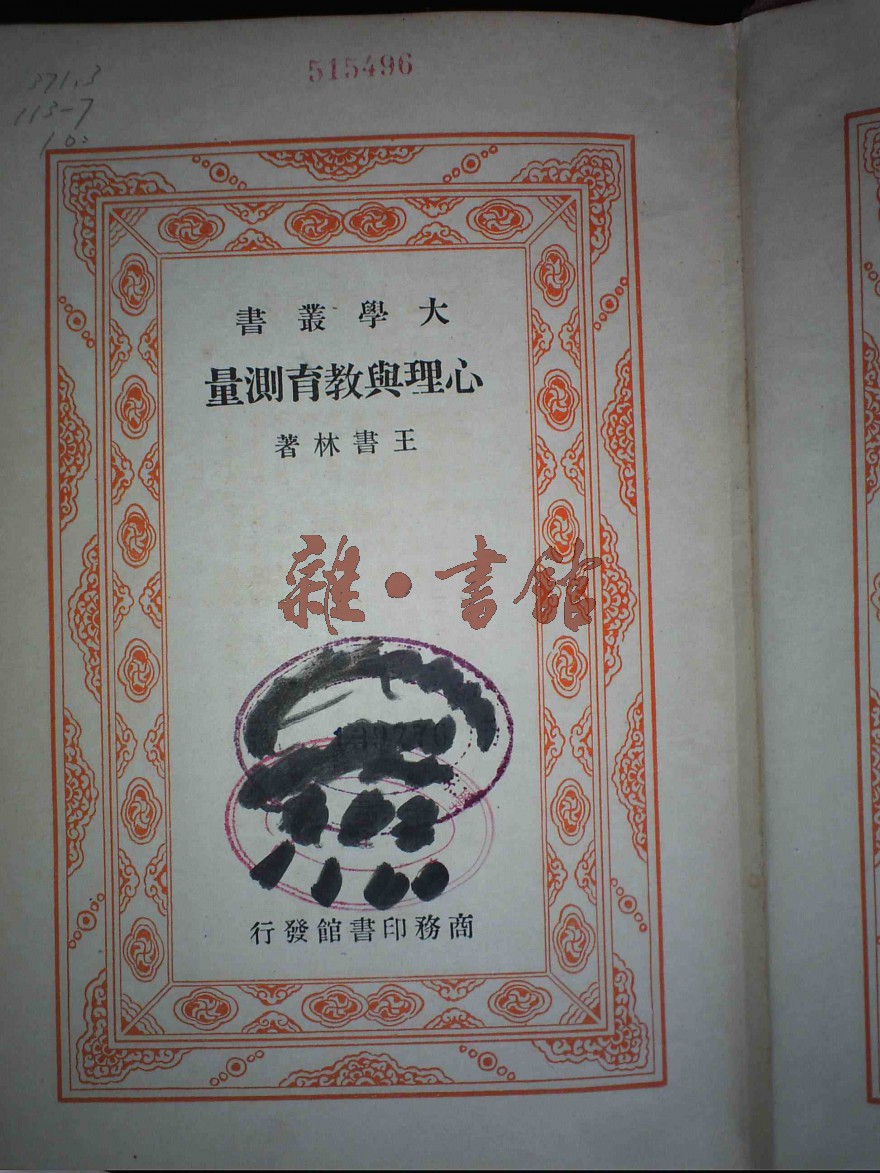 515496
371.3
113-7
大學叢書
心理與教育測量
王書林著
雜·書館
商務印書館發行